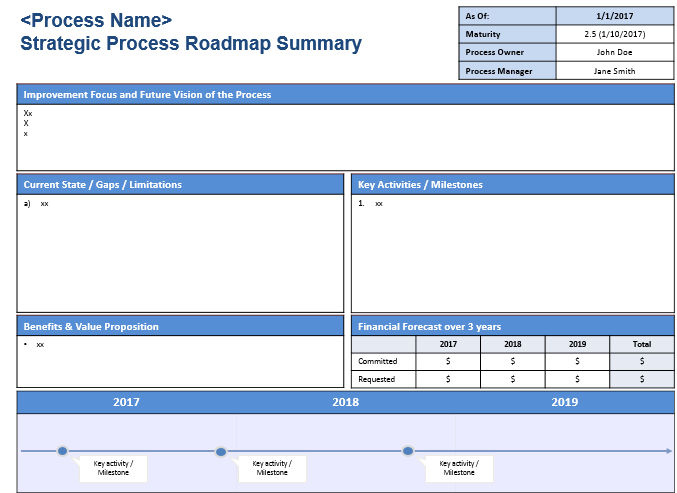 <Process Name>
Strategic Process Roadmap Summary
As Of: 1/1/2017
Maturity 2.5 (1/10/2017)
Process Owner John Doe
Process Manager Jane Smith
Improvement Focus and Future Vision of the Process
Xx
X
x
Current State / Gaps / Limitations
a) xx
Key Activities / Milestones
1. xx
Benefits & Value Proposition
• xx
Financial Forecast over 3 years
2017 2018 2019 Total
Committed $ $ $ $
Requested $ $ $ $
2017 2018 2019
Key activity /
Milestone
Key activity /
Milestone
Key activity /
Milestone